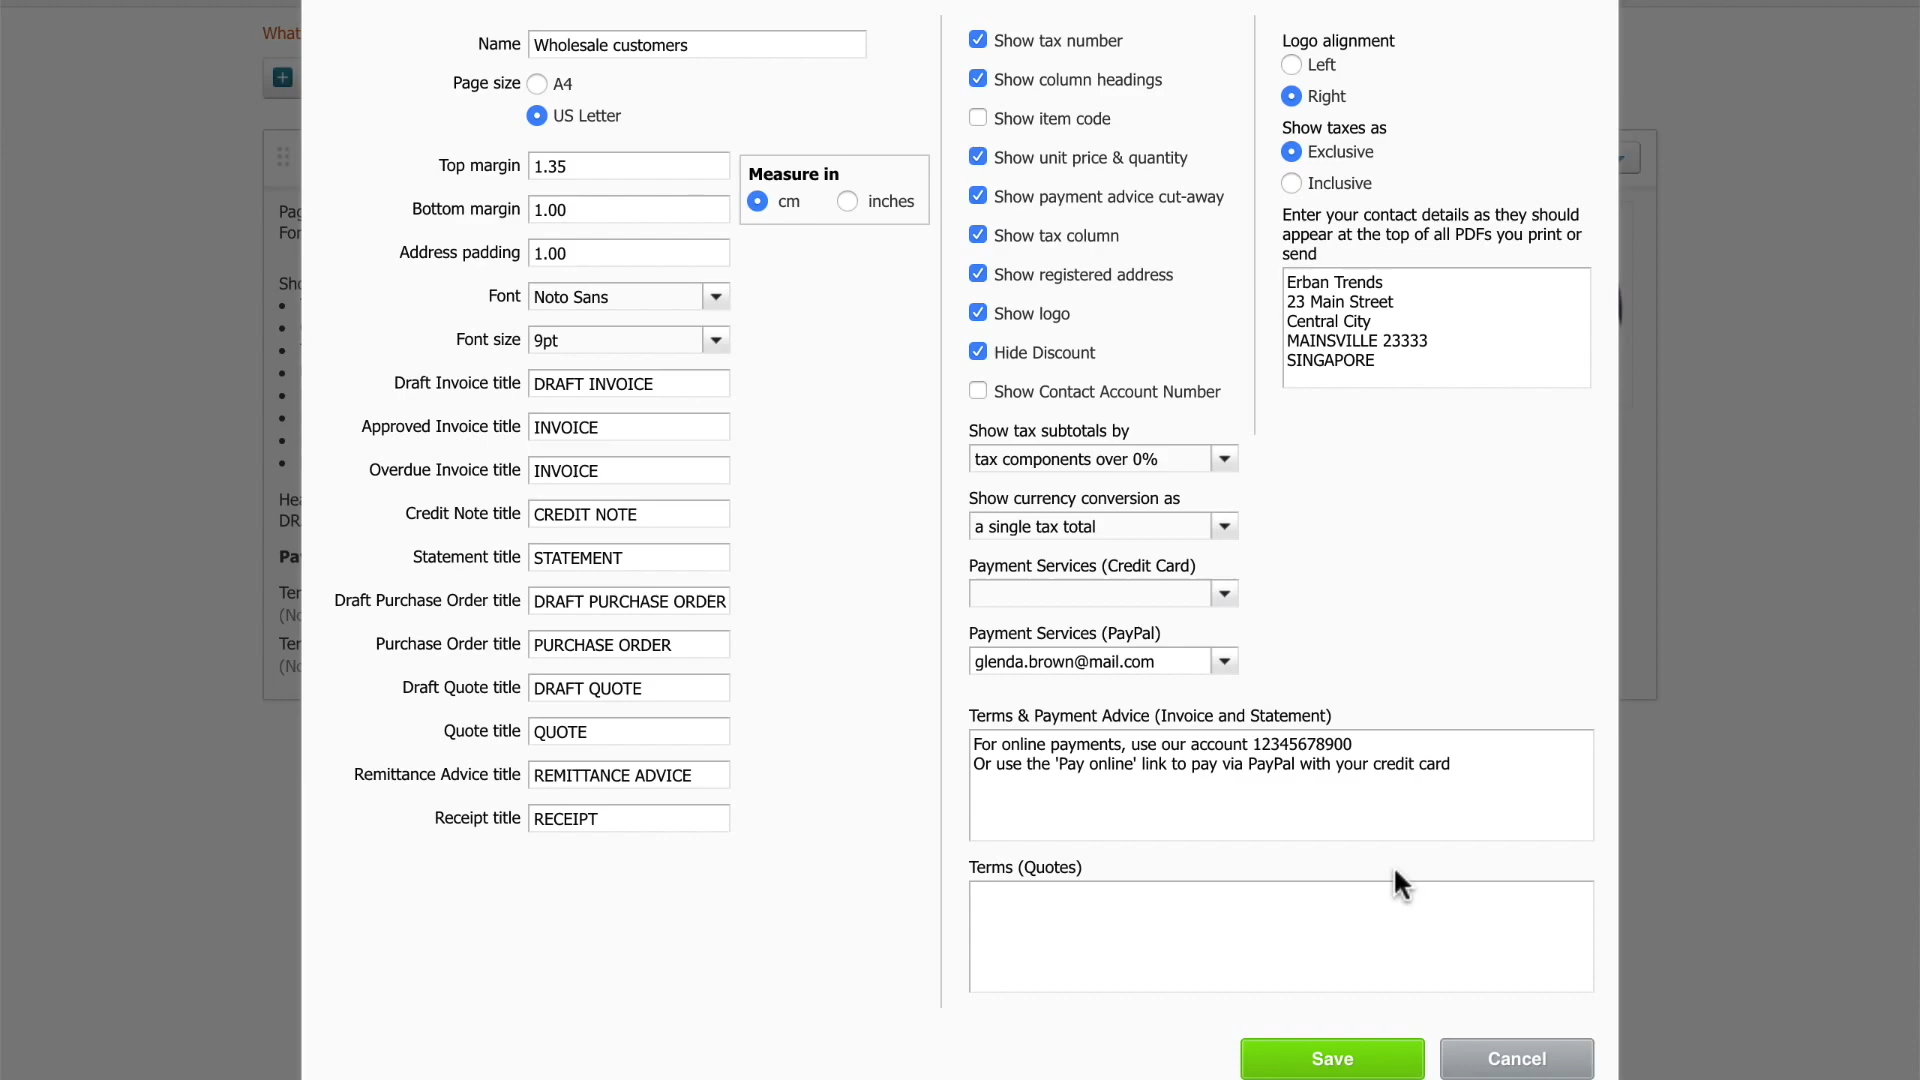 What
Name Wholesale customers
Page size A4
US Letter
Top margin 1.35
Bottom margin 1.00
Address padding 1.00
Measure in
cm inches
Font Noto Sans
Font size 9pt
Draft Invoice title DRAFT INVOICE
Approved Invoice title INVOICE
Overdue Invoice title INVOICE
Credit Note title CREDIT NOTE
Statement title STATEMENT
Draft Purchase Order title DRAFT PURCHASE ORDER
Purchase Order title PURCHASE ORDER
Draft Quote title DRAFT QUOTE
Quote title QUOTE
Remittance Advice title REMITTANCE ADVICE
Receipt title RECEIPT
Show tax number
Show column headings
Show item code
Show unit price & quantity
Show payment advice cut-away
Show tax column
Show registered address
Show logo
Hide Discount
Show Contact Account Number
Show tax subtotals by
tax components over 0%
Show currency conversion as
a single tax total
Payment Services (Credit Card)
Payment Services (PayPal)
glenda.brown@mail.com
Terms & Payment Advice (Invoice and Statement)
For online payments, use our account 12345678900
Or use the 'Pay online' link to pay via PayPal with your credit card
Terms (Quotes)
Logo alignment
Left
Right
Show taxes as
Exclusive
Inclusive
Enter your contact details as they should
appear at the top of all PDFs you print or
send
Erban Trends
23 Main Street
Central City
MAINSVILLE 23333
SINGAPORE
Save Cancel